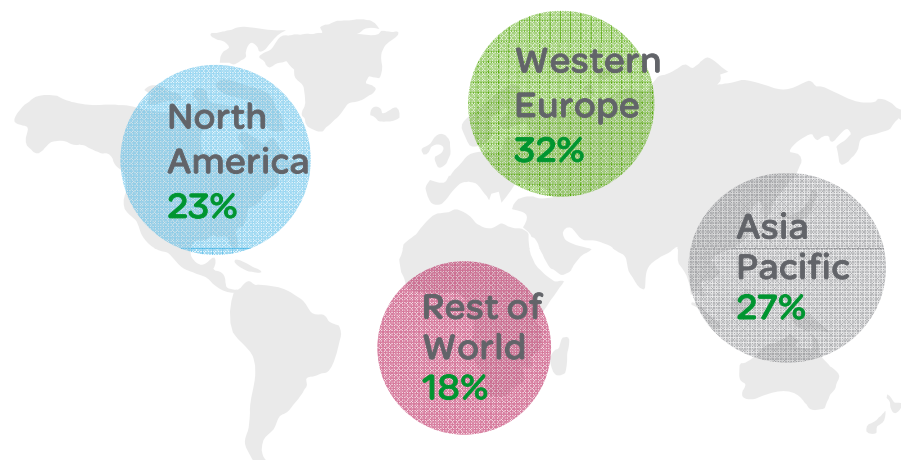 North
America
23%
Western
Europe
32%
Asia
Pacific
27%
Rest of
World
18%